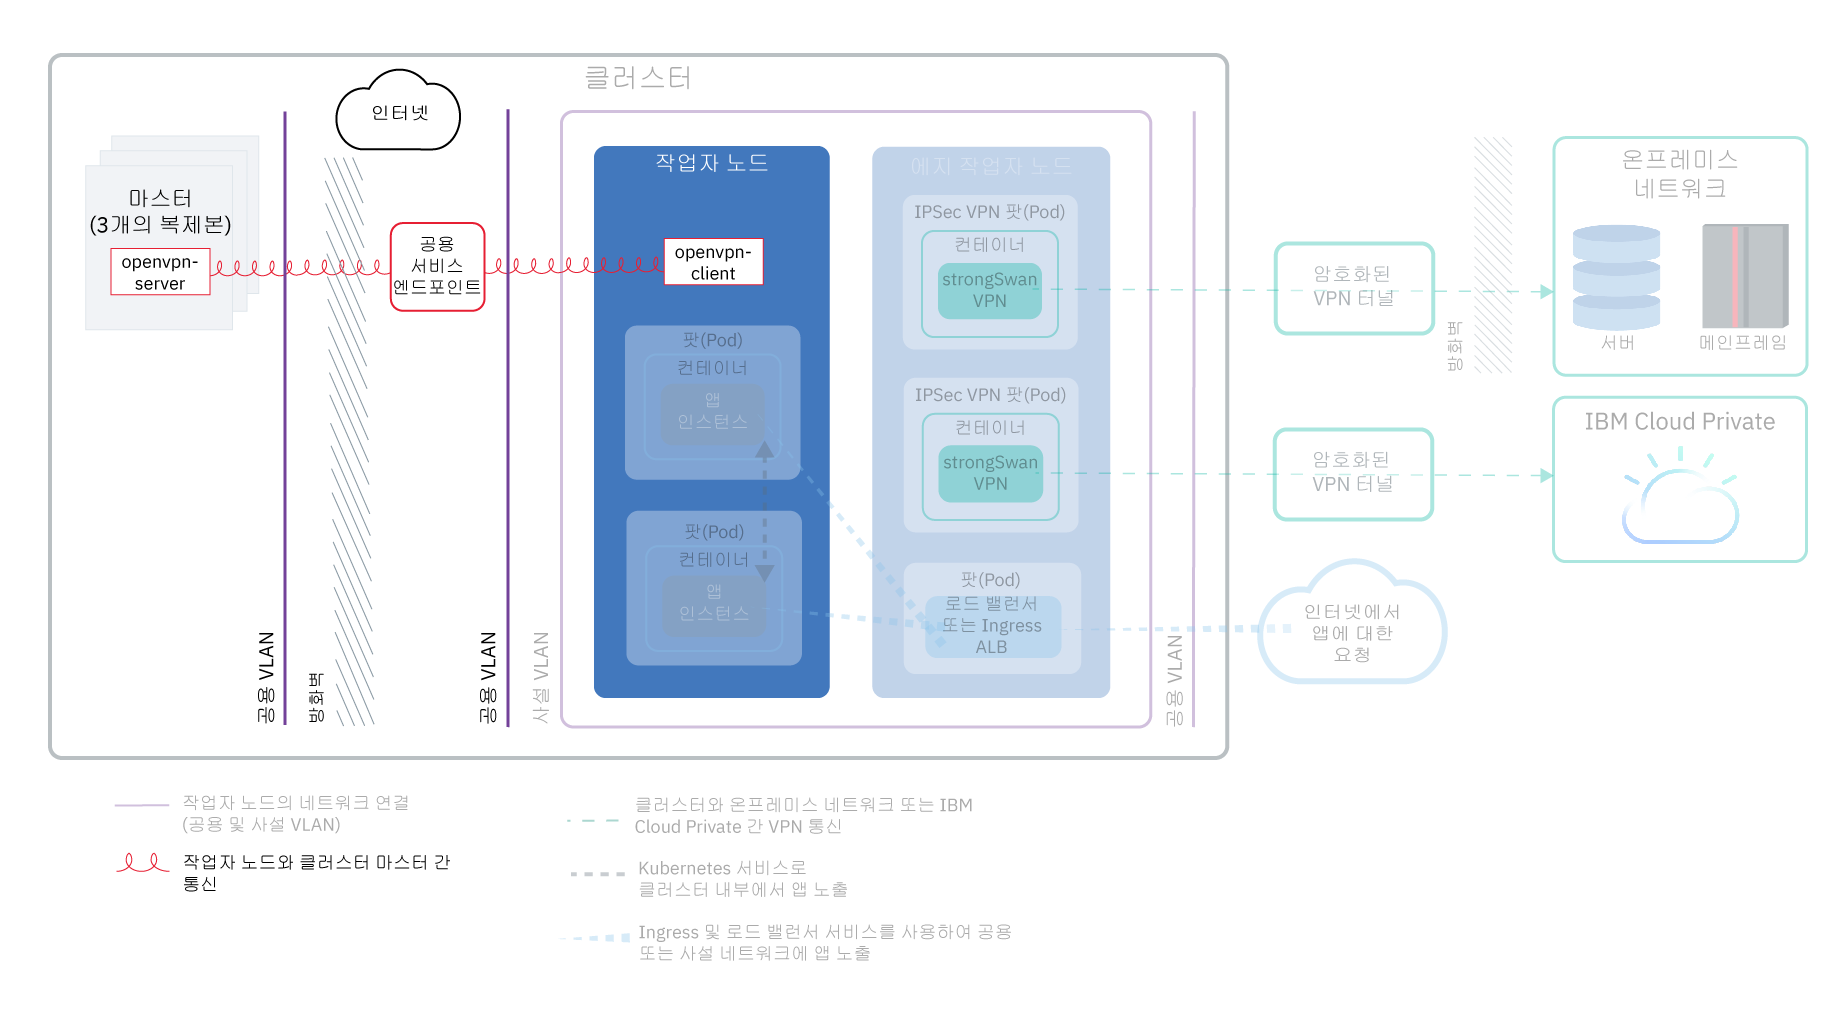 클러스터
인터넷
마스터
(3개의 복제본)
openvpn-
server
공용
서비스
엔드포인트
작업자 노드
openvpn-
client
팟(Pod)
컨테이너
앱
인스턴스
팟(Pod)
컨테이너
앱
인스턴스
에지 작업자 노드
IPSec VPN 팟(Pod)
컨테이너
strongSwan
VPN
IPSec VPN 팟(Pod)
컨테이너
strongSwan
VPN
팟(Pod)
로드 밸런서
또는 Ingress
ALB
공용 VLAN
방화벽
공용 VLAN
사설 VLAN
공용 VLAN
암호화된
VPN 터널
암호화된
VPN 터널
방화벽
온프레미스
네트워크
서버
메인프레임
IBM Cloud Private
인터넷에서
앱에 대한
요청
작업자 노드의 네트워크 연결
(공용 및 사설 VLAN)
작업자 노드와 클러스터 마스터 간
통신
클러스터와 온프레미스 네트워크 또는 IBM
Cloud Private 간 VPN 통신
Kubernetes 서비스로
클러스터 내부에서 앱 노출
Ingress 및 로드 밸런서 서비스를 사용하여 공용
또는 사설 네트워크에 앱 노출